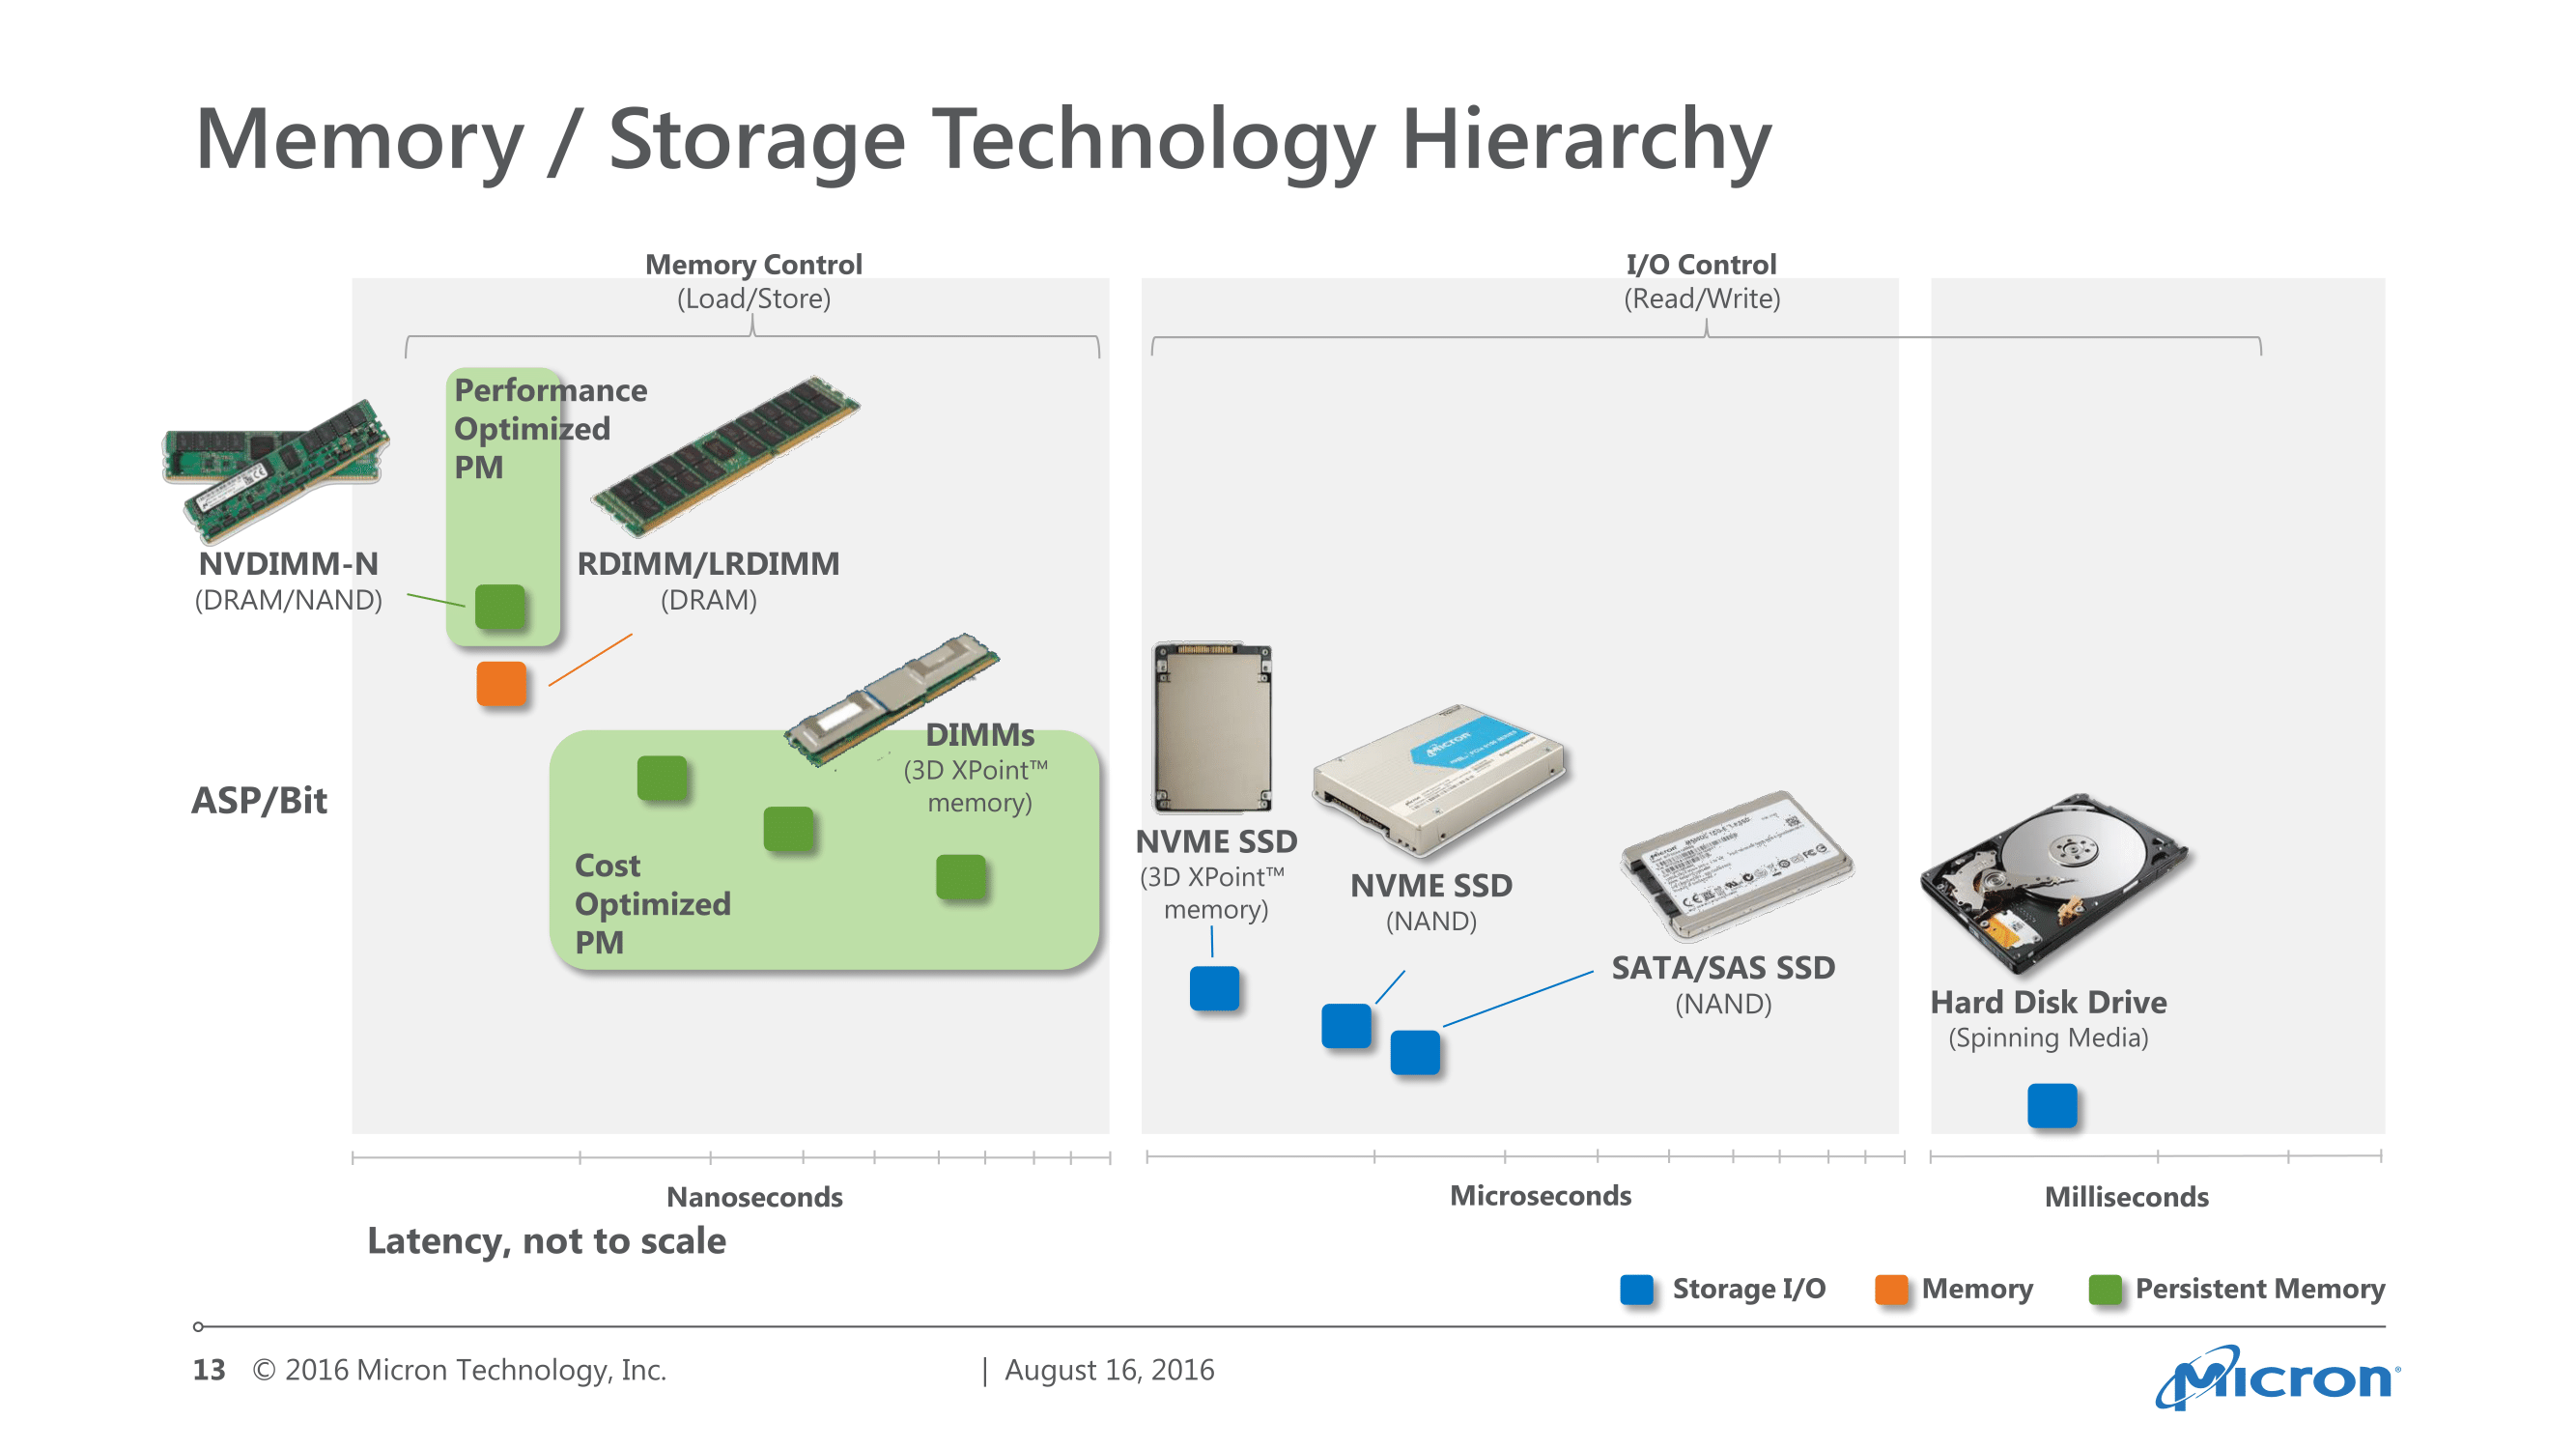 Memory / Storage Technology Hierarchy
Memory Control
(Load/Store)
I/O Control
(Read/Write)
Performance
Optimized
PM
NVDIMM-N
(DRAM/NAND)
RDIMM/LRDIMM
(DRAM)
DIMMs
(3D XPoint™
memory)
ASP/Bit
Cost
Optimized
PM
NVME SSD
(3D XPoint™
memory)
Micron
NVME SSD
(NAND)
Micron
SATA/SAS SSD
(NAND)
Hard Disk Drive
(Spinning Media)
Nanoseconds
Microseconds
Milliseconds
Latency, not to scale
Storage I/O
Memory
Persistent Memory
13 © 2016 Micron Technology, Inc. | August 16, 2016
Micron®